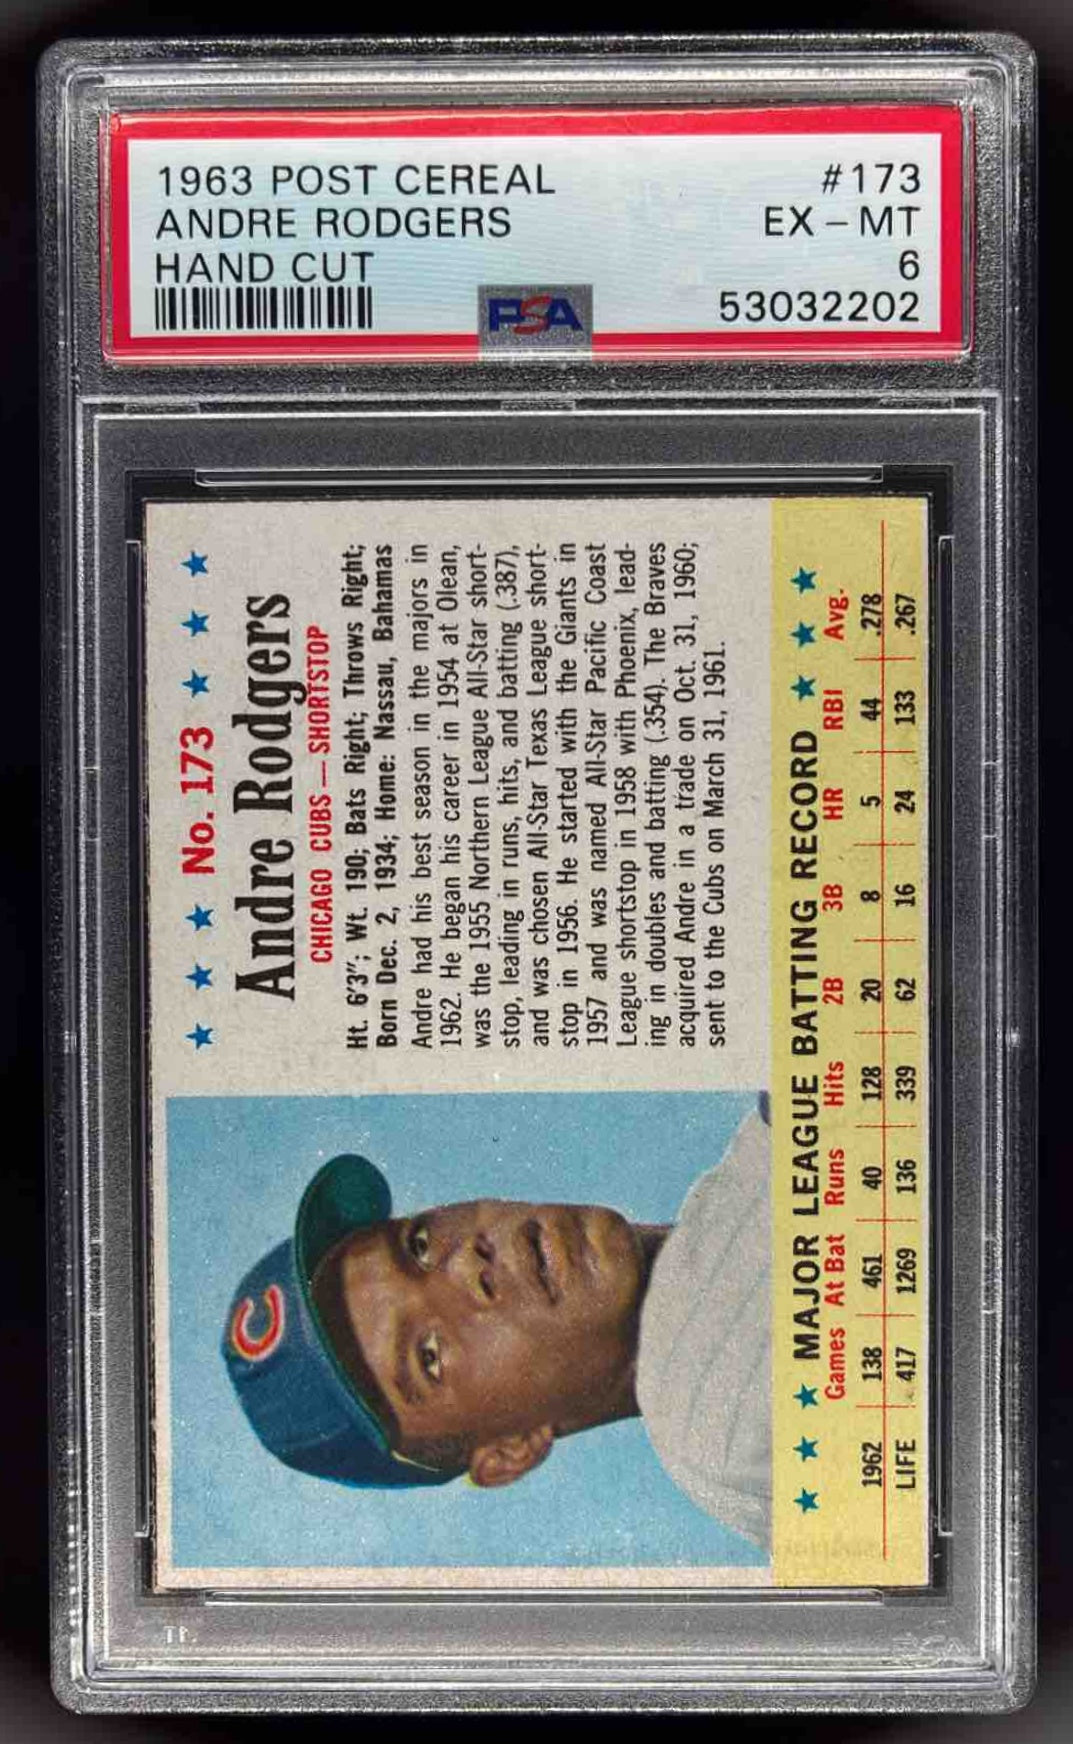 1963 POST CEREAL #173
ANDRE RODGERS EX - MT
HAND CUT 6
53032202
PSA
No. 173
Andre Rodgers
CHICAGO CUBS — SHORTSTOP
Ht. 6'3"; Wt. 190; Bats Right; Throws Right;
Born Dec. 2, 1934; Home: Nassau, Bahamas
Andre had his best season in the majors in
1962. He began his career in 1954 at Olean,
was the 1955 Northern League All-Star short-
stop, leading in runs, hits, and batting (.387),
and was chosen All-Star Texas League short-
stop in 1956. He started with the Giants in
1957 and was named All-Star Pacific Coast
League shortstop in 1958 with Phoenix, lead-
ing in doubles and batting (.354). The Braves
acquired Andre in a trade on Oct. 31, 1960;
sent to the Cubs on March 31, 1961.
C
MAJOR LEAGUE BATTING RECORD
Games At Bat Runs Hits 2B 3B HR RBI Avg.
1962 138 461 40 128 20 8 5 44 .278
LIFE 417 1269 136 339 62 16 24 133 .267